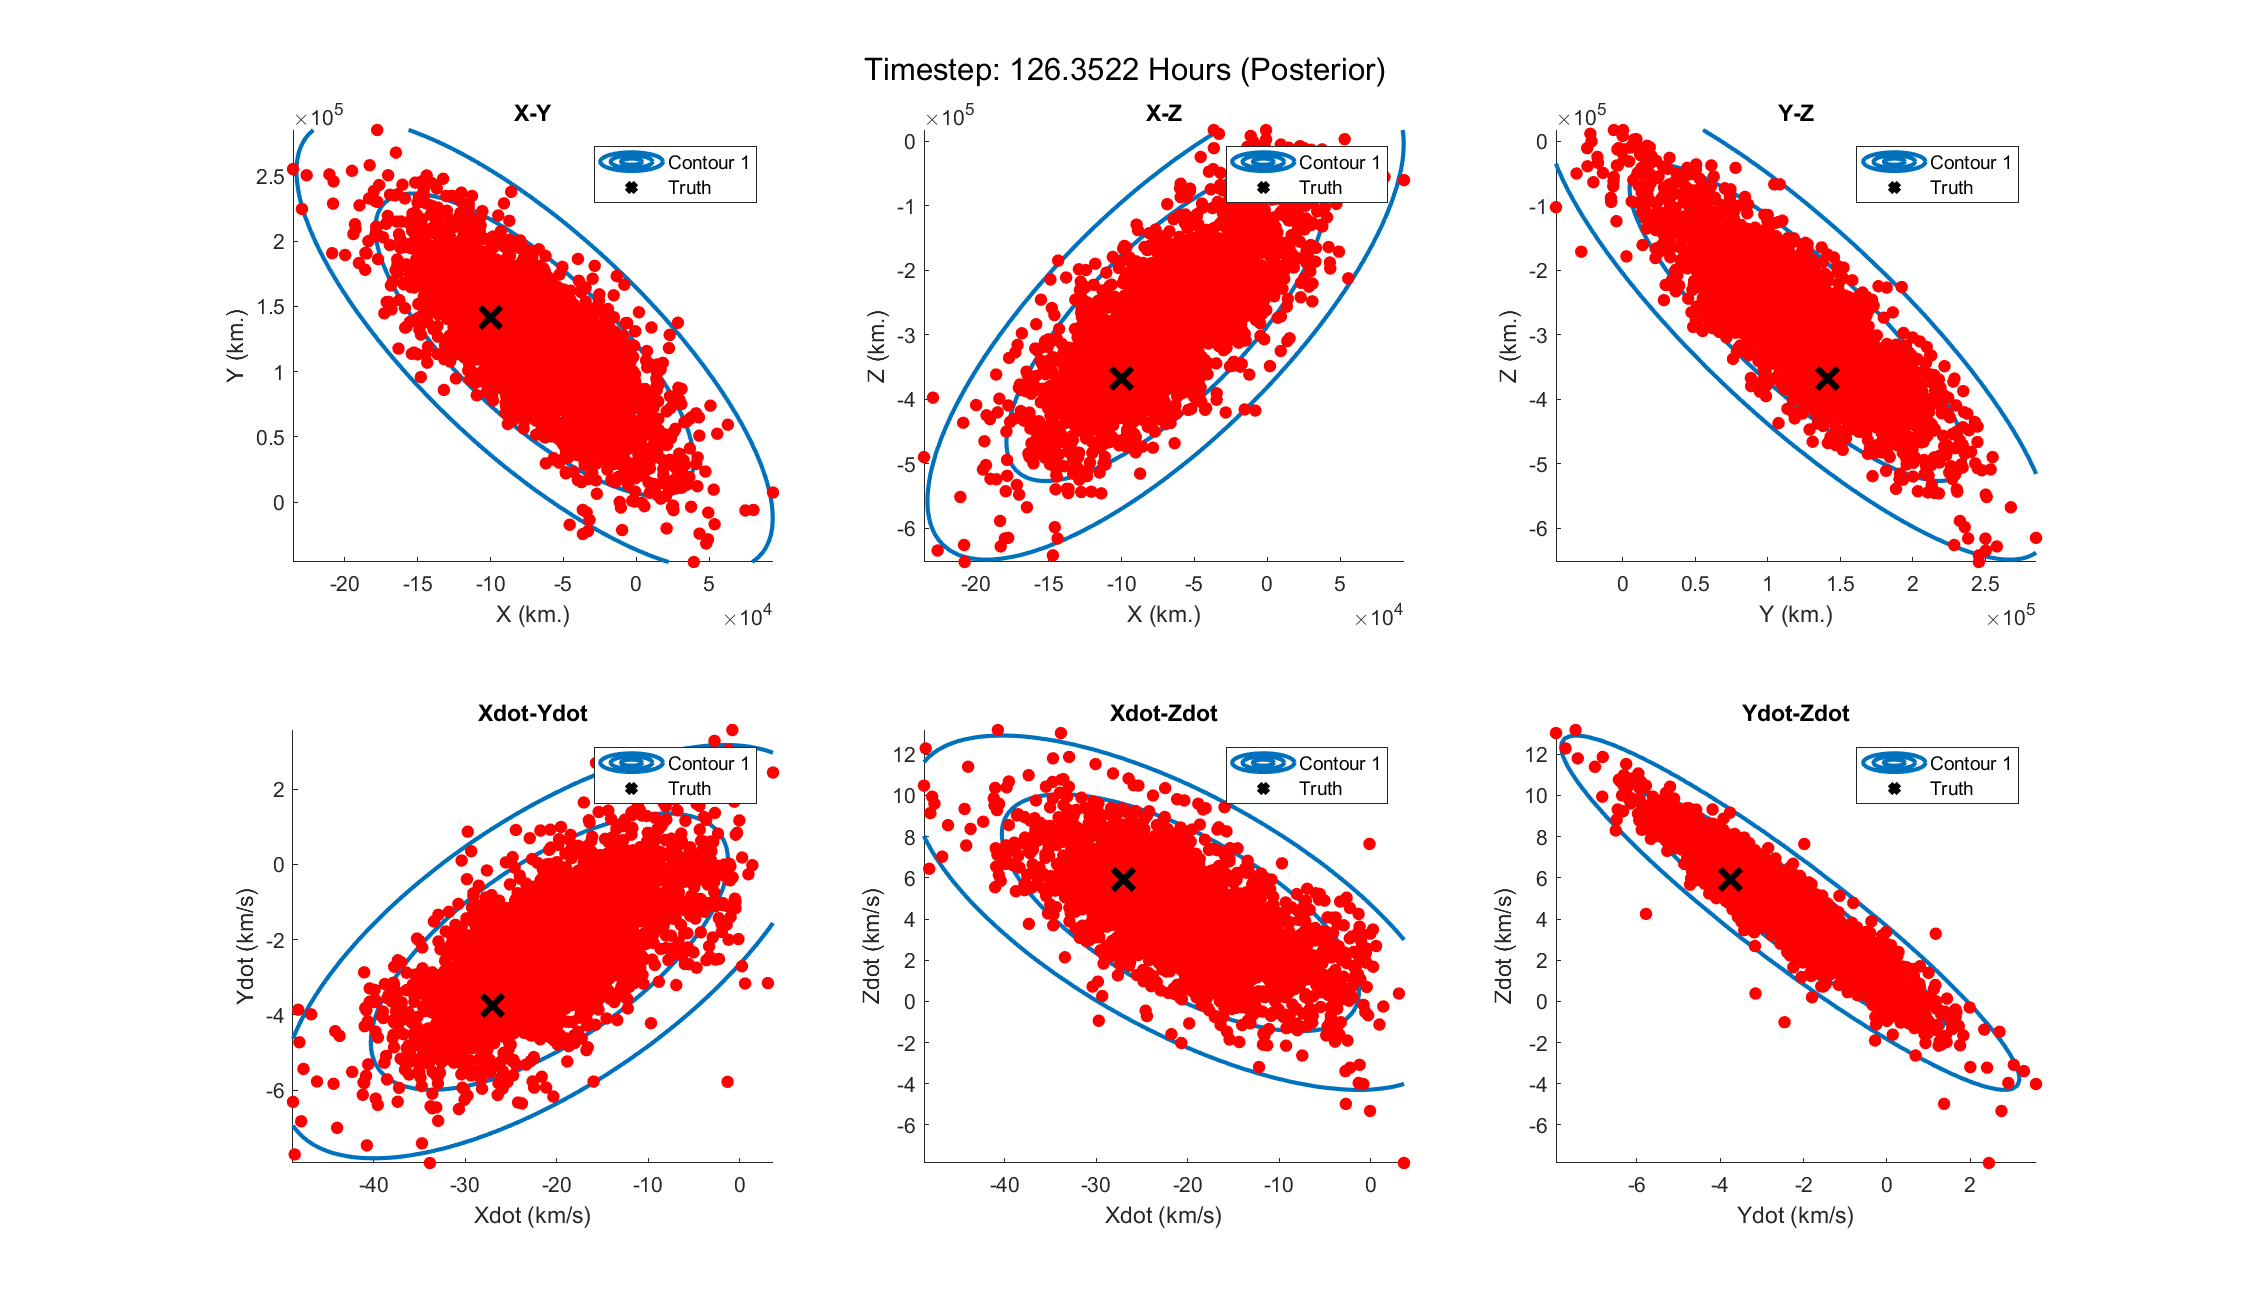 Timestep: 126.3522 Hours (Posterior)
X-Y
×10^5
2.5
2
1.5
1
0.5
0
Y (km.)
-20 -15 -10 -5 0 5
X (km.)
×10^4
Contour 1
Truth
X-Z
×10^5
0
-1
-2
-3
-4
-5
-6
Z (km.)
-20 -15 -10 -5 0 5
X (km.)
×10^4
Contour 1
Truth
Y-Z
×10^5
0
-1
-2
-3
-4
-5
-6
Z (km.)
0 0.5 1 1.5 2 2.5
Y (km.)
×10^5
Contour 1
Truth
Xdot-Ydot
2
0
-2
-4
-6
Ydot (km/s)
-40 -30 -20 -10 0
Xdot (km/s)
Contour 1
Truth
Xdot-Zdot
12
10
8
6
4
2
0
-2
-4
-6
Zdot (km/s)
-40 -30 -20 -10 0
Xdot (km/s)
Contour 1
Truth
Ydot-Zdot
12
10
8
6
4
2
0
-2
-4
-6
Zdot (km/s)
-6 -4 -2 0 2
Ydot (km/s)
Contour 1
Truth